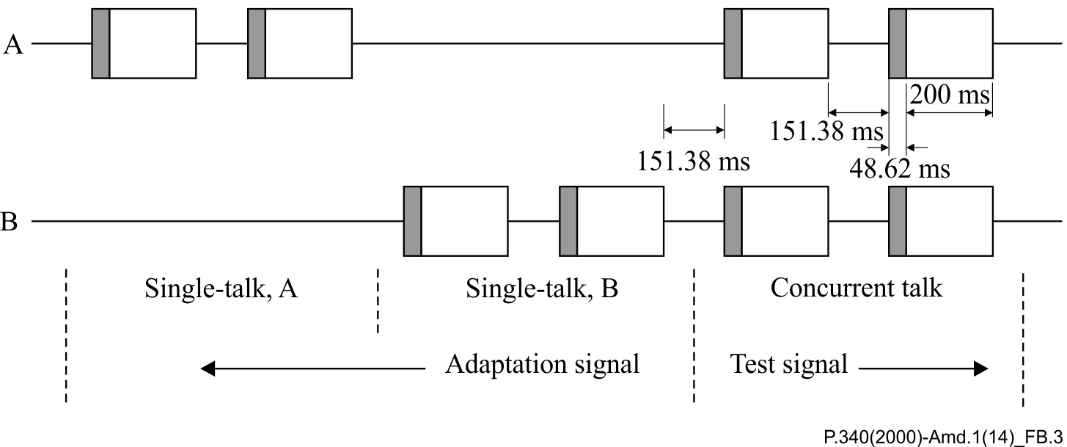 A
200 ms
151.38 ms
151.38 ms
48.62 ms
B
Single-talk, A
Single-talk, B
Concurrent talk
Adaptation signal
Test signal
P.340(2000)-Amd.1(14)_FB.3